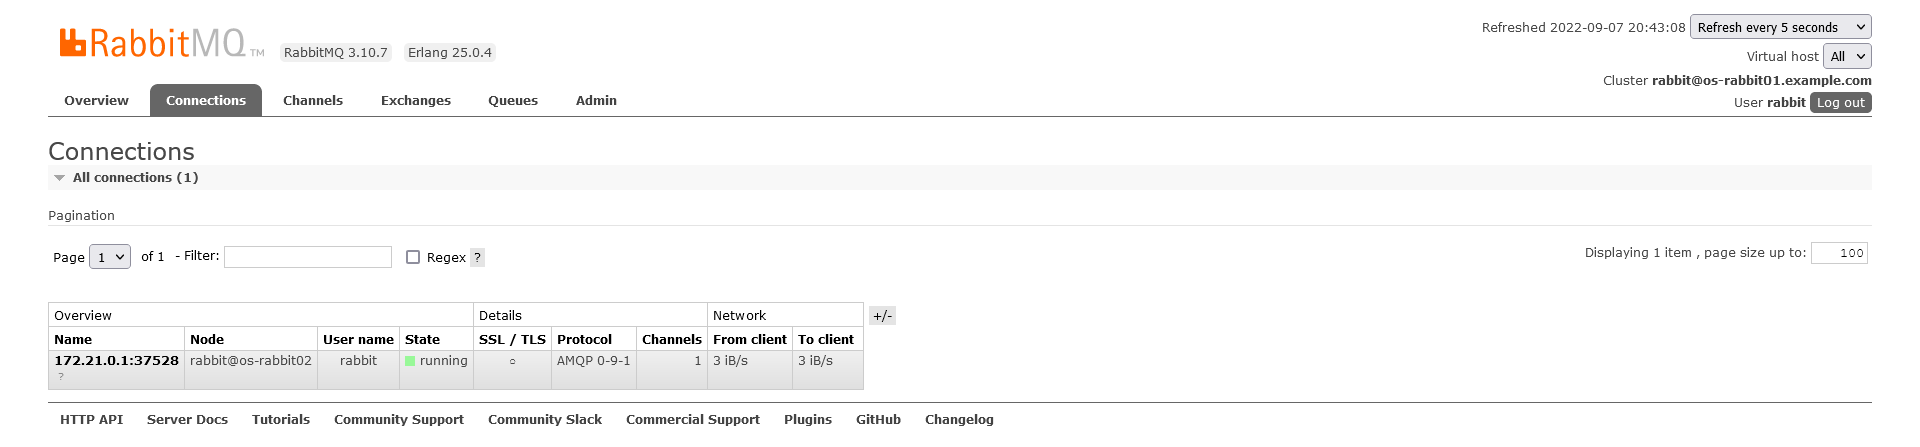 RabbitMQ TM RabbitMQ 3.10.7 Erlang 25.0.4
Refreshed 2022-09-07 20:43:08 Refresh every 5 seconds
Virtual host All
Cluster rabbit@os-rabbit01.example.com
User rabbit Log out
Overview Connections Channels Exchanges Queues Admin
Connections
All connections (1)
Pagination
Page 1 of 1 - Filter: Regex ? Displaying 1 item , page size up to: 100
Overview Details Network +/-
Name Node User name State SSL / TLS Protocol Channels From client To client
172.21.0.1:37528 rabbit@os-rabbit02 rabbit running ○ AMQP 0-9-1 1 3 iB/s 3 iB/s
?
HTTP API Server Docs Tutorials Community Support Community Slack Commercial Support Plugins GitHub Changelog